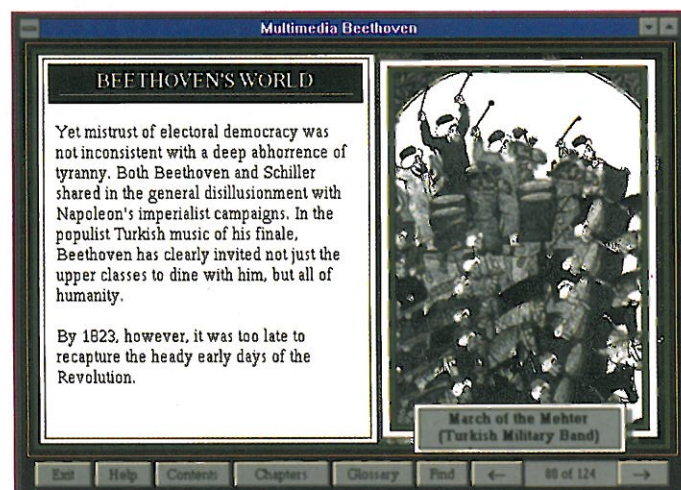 Multimedia Beethoven
BEETHOVEN'S WORLD
Yet mistrust of electoral democracy was
not inconsistent with a deep abhorrence of
tyranny. Both Beethoven and Schiller
shared in the general disillusionment with
Napoleon's imperialist campaigns. In the
populist Turkish music of his finale,
Beethoven has clearly invited not just the
upper classes to dine with him, but all of
humanity.
By 1823, however, it was too late to
recapture the heady early days of the
Revolution.
March of the Mehter
(Turkish Military Band)
Exit Help Contents Chapters Glossary Find ← 80 of 124 →